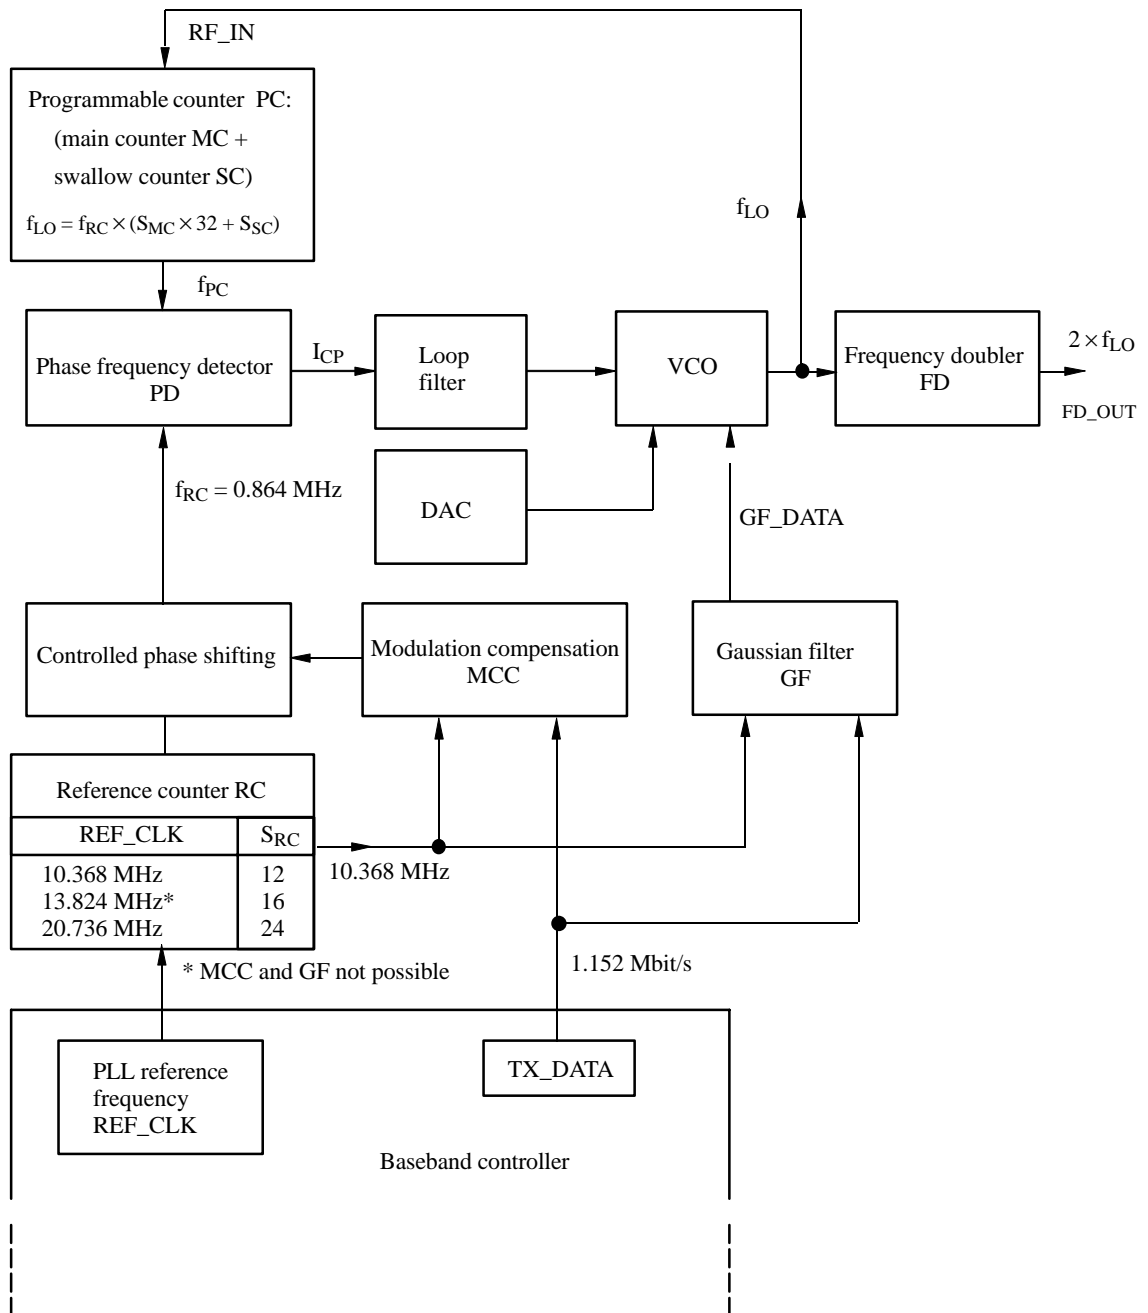 RF_IN
Programmable counter PC:
(main counter MC +
swallow counter SC)
fLO = fRC × (SMC × 32 + SSC)
fLO
fPC
Phase frequency detector
PD
ICP
Loop
filter
VCO
Frequency doubler
FD
2 × fLO
FD_OUT
fRC = 0.864 MHz
DAC
GF_DATA
Controlled phase shifting
Modulation compensation
MCC
Gaussian filter
GF
Reference counter RC
REF_CLK SRC
10.368 MHz 12
13.824 MHz* 16
20.736 MHz 24
10.368 MHz
* MCC and GF not possible
1.152 Mbit/s
PLL reference
frequency
REF_CLK
TX_DATA
Baseband controller